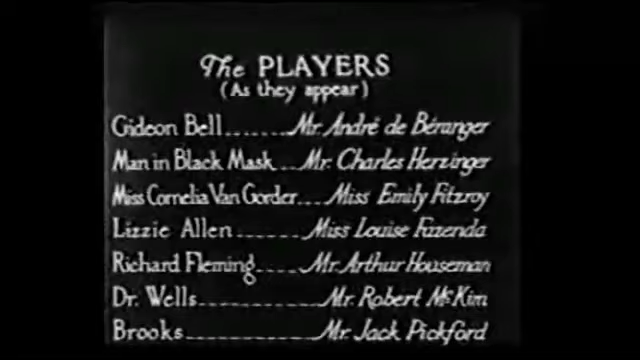 The PLAYERS
(As they appear)
Gideon Bell....... Mr. André de Béranger
Man in Black Mask... Mr. Charles Herzinger
Miss Cornelia Van Gorder.... Miss Emily Fitzroy
Lizzie Allen....... Miss Louise Fazenda
Richard Fleming..... Mr. Arthur Houseman
Dr. Wells............ Mr. Robert McKim
Brooks.............. Mr. Jack Pickford